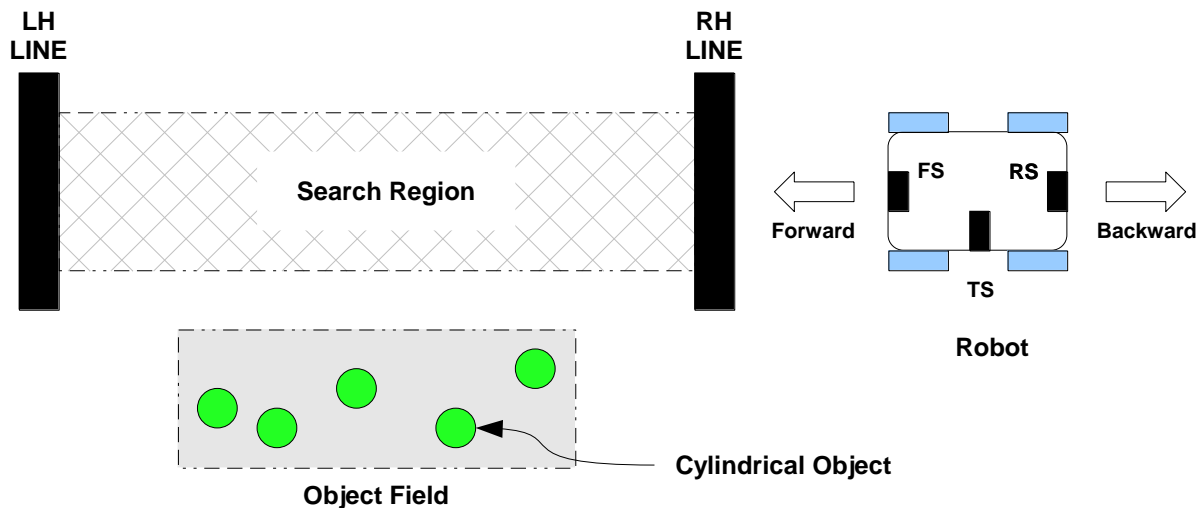 LH
LINE
RH
LINE
Search Region
FS
RS
Forward
Backward
TS
Robot
Cylindrical Object
Object Field